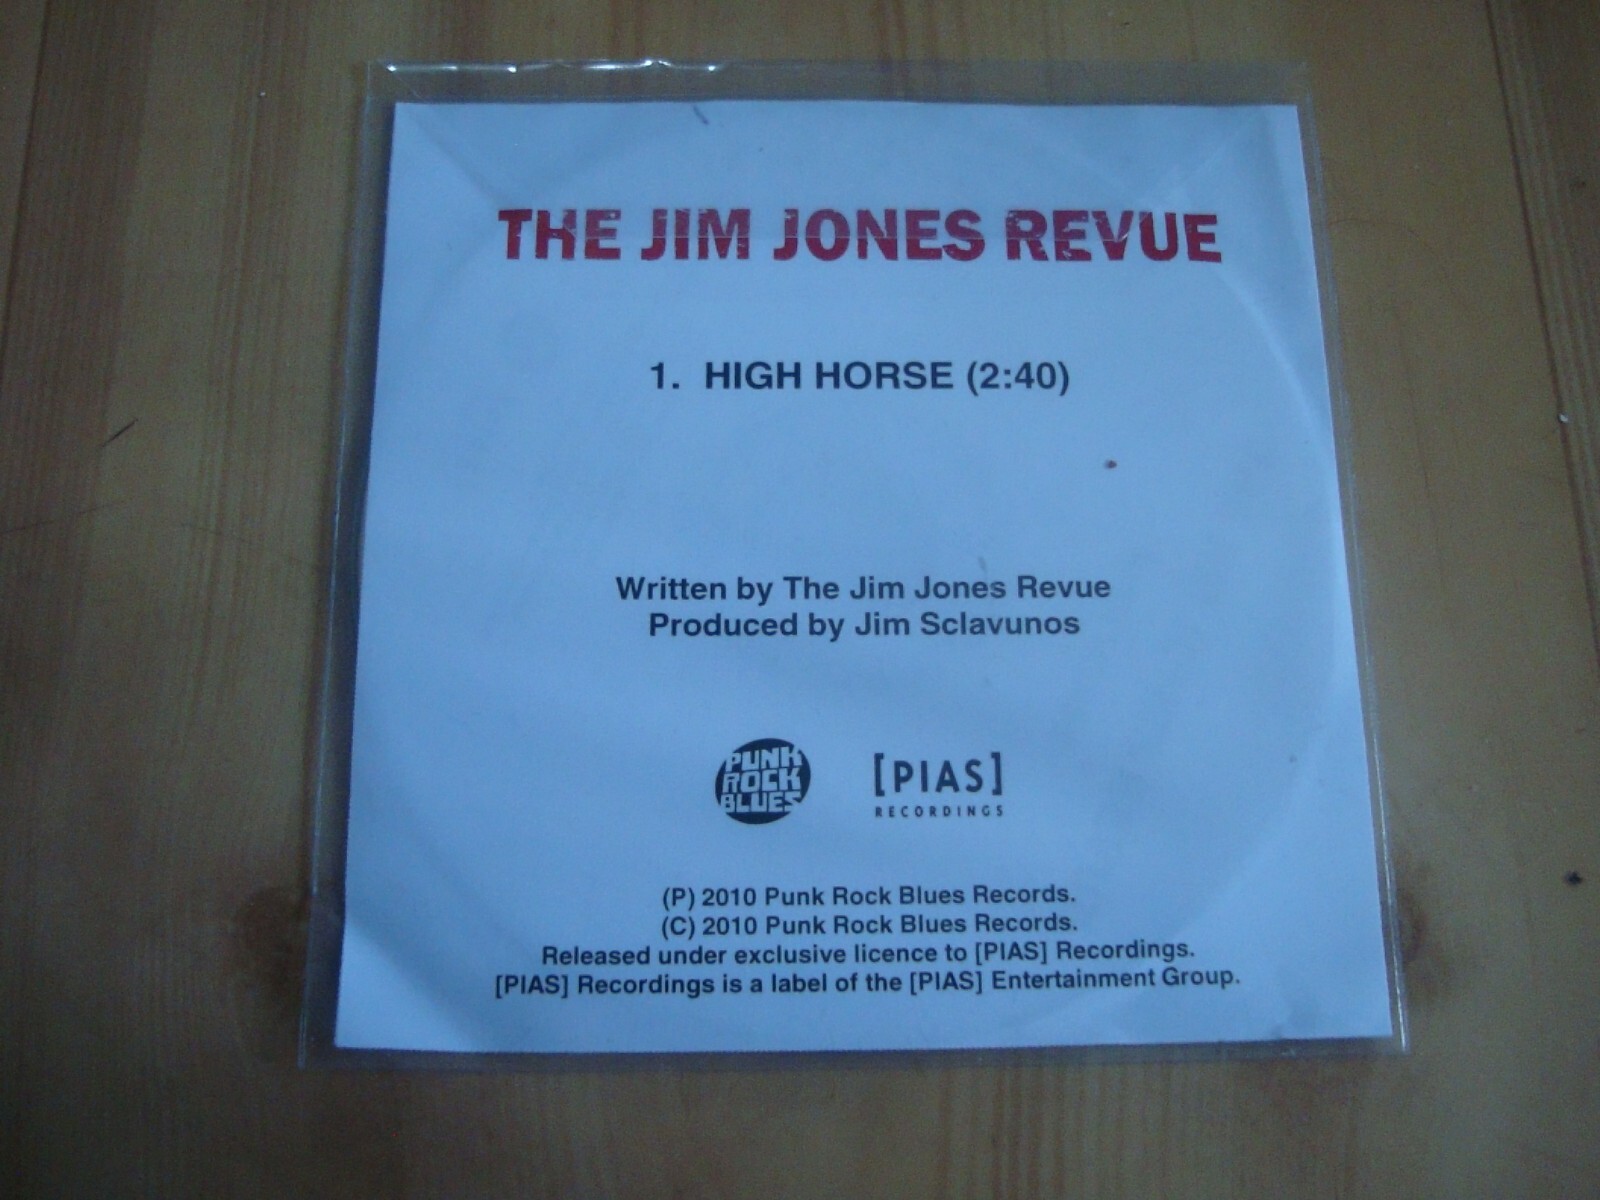 THE JIM JONES REVUE
1. HIGH HORSE (2:40)
Written by The Jim Jones Revue
Produced by Jim Sclavunos
PUNK
ROCK
BLUES
[PIAS]
RECORDINGS
(P) 2010 Punk Rock Blues Records.
(C) 2010 Punk Rock Blues Records.
Released under exclusive licence to [PIAS] Recordings.
[PIAS] Recordings is a label of the [PIAS] Entertainment Group.